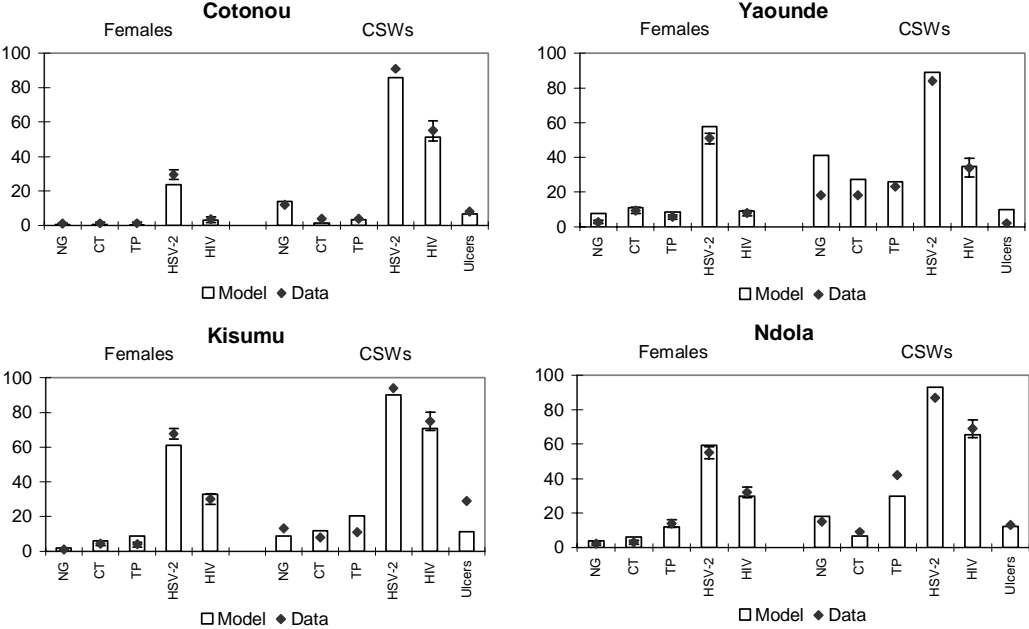 Cotonou
Females CSWs
100
80
60
40
20
0
NG CT TP HSV-2 HIV NG CT TP HSV-2 HIV Ulcers
Model Data
Yaounde
Females CSWs
100
80
60
40
20
0
NG CT TP HSV-2 HIV NG CT TP HSV-2 HIV Ulcers
Model Data
Kisumu
Females CSWs
100
80
60
40
20
0
NG CT TP HSV-2 HIV NG CT TP HSV-2 HIV Ulcers
Model Data
Ndola
Females CSWs
100
80
60
40
20
0
NG CT TP HSV-2 HIV NG CT TP HSV-2 HIV Ulcers
Model Data